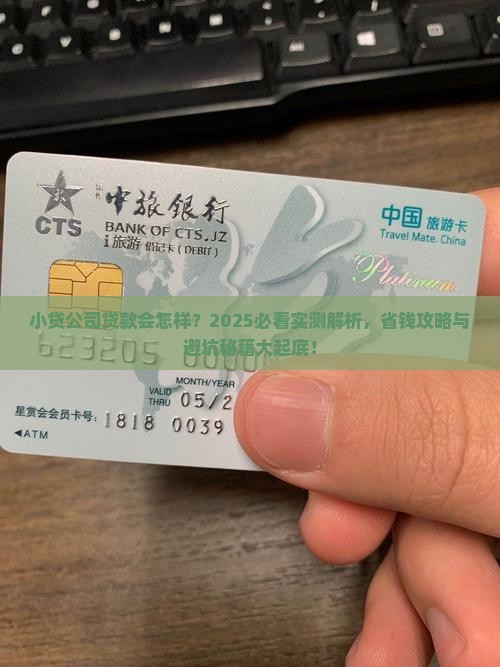 CTS
中旅银行
BANK OF CTS.JZ
i旅游 借记卡 (DEBIT)
中国 旅游卡
Travel Mate. China
Platinum
小贷公司贷款会怎样？2025必看实测解析，省钱攻略与
避坑秘籍大起底！
623205
MONTH/YEAR
VALID
THRU 05/2
星赏会会员卡号：1818 0039
◀ATM